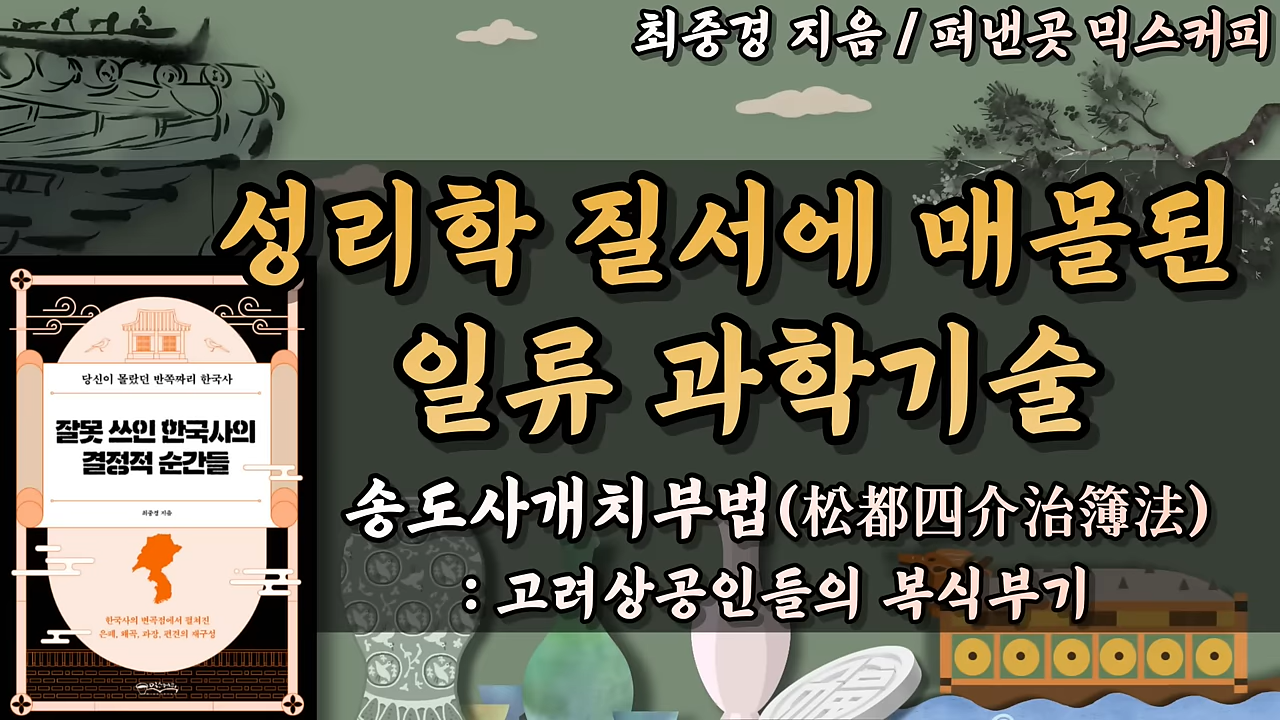 최중경 지음 / 펴낸곳 믹스커피
성리학 질서에 매몰된
일류 과학기술
송도사개치부법(松都四介治簿法)
: 고려상공인들의 복식부기
당신이 몰랐던 반쪽짜리 한국사
잘못 쓰인 한국사의
결정적 순간들
최중경 지음
한국사의 변곡점에서 펼쳐진
은폐, 왜곡, 과장, 편견의 재구성
믹스커피
福